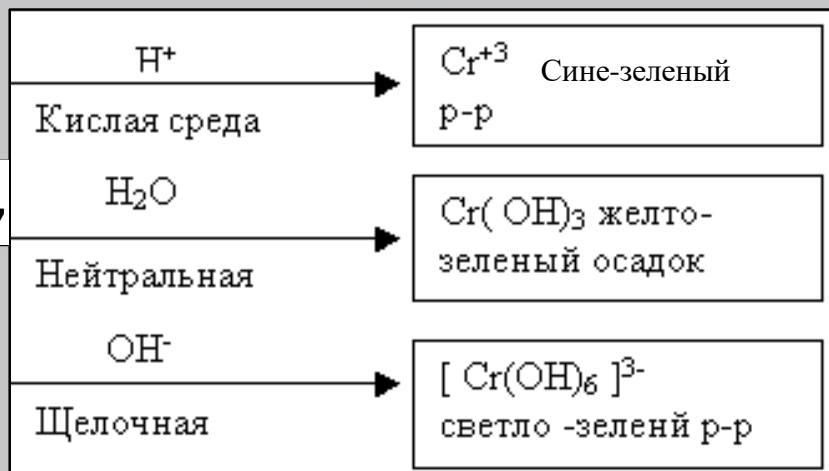 H⁺
Cr⁺³ Сине-зеленый
р-р
Кислая среда
H₂O
Cr( OH)₃ желто-
зеленый осадок
Нейтральная
OH⁻
[ Cr(OH)₆ ]³⁻
светло -зеленй р-р
Щелочная